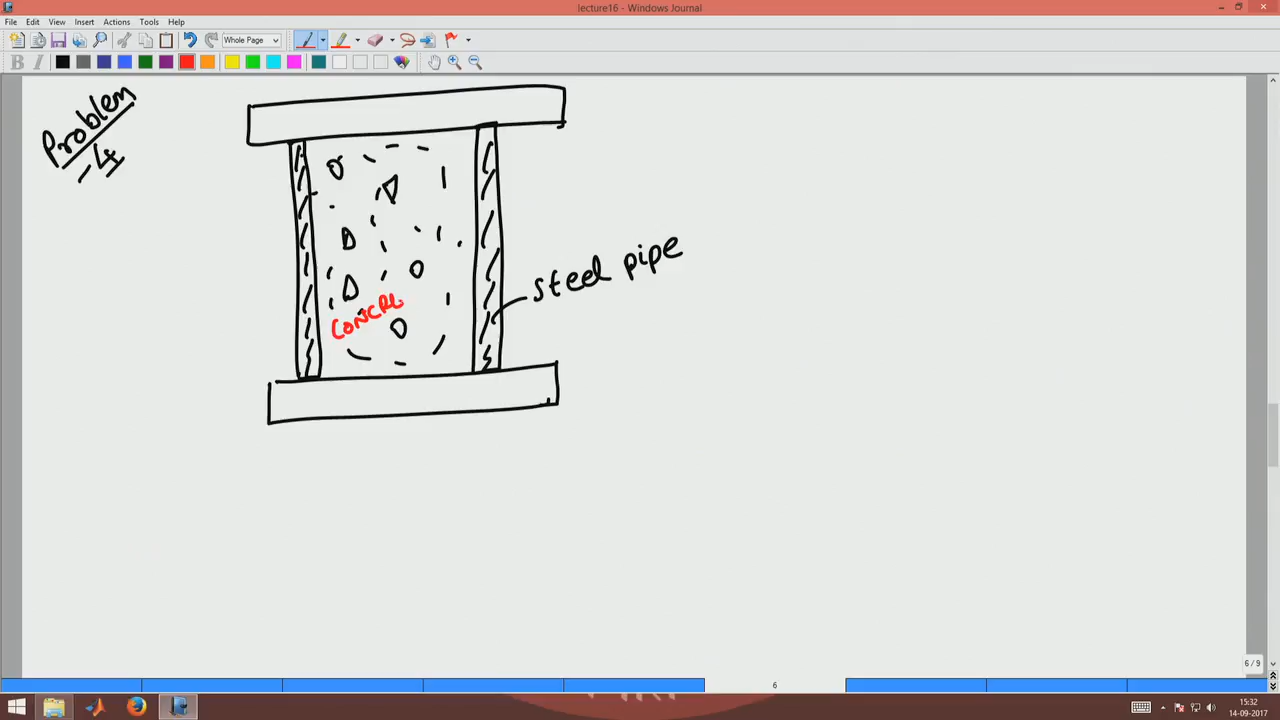 lecture16 - Windows Journal
File Edit View Insert Actions Tools Help
Whole Page
B I
Problem
-4
steel pipe
CONCRE
6 / 9
6
15:32
14-09-2017